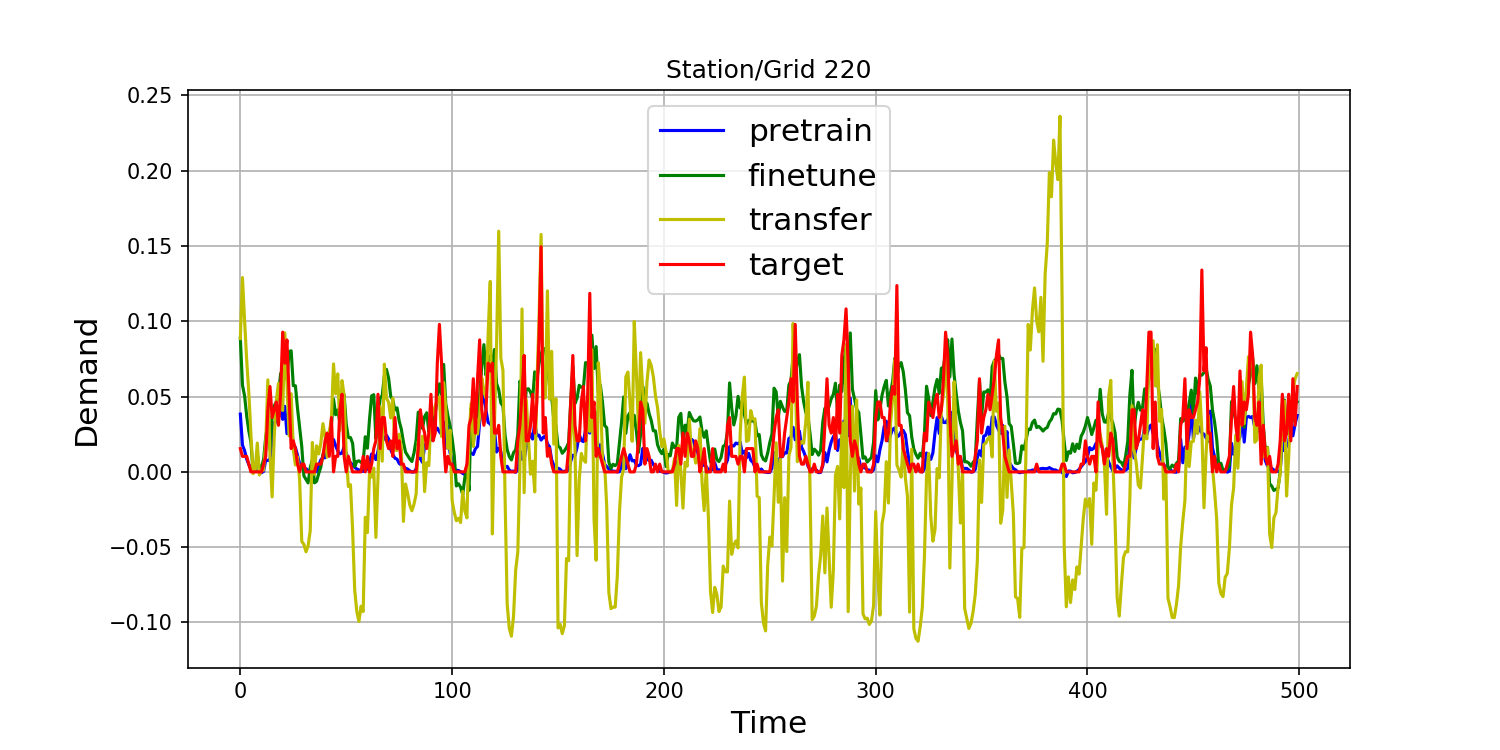 Station/Grid 220
0.25
0.20
0.15
0.10
0.05
0.00
−0.05
−0.10
Demand
pretrain
finetune
transfer
target
0 100 200 300 400 500
Time